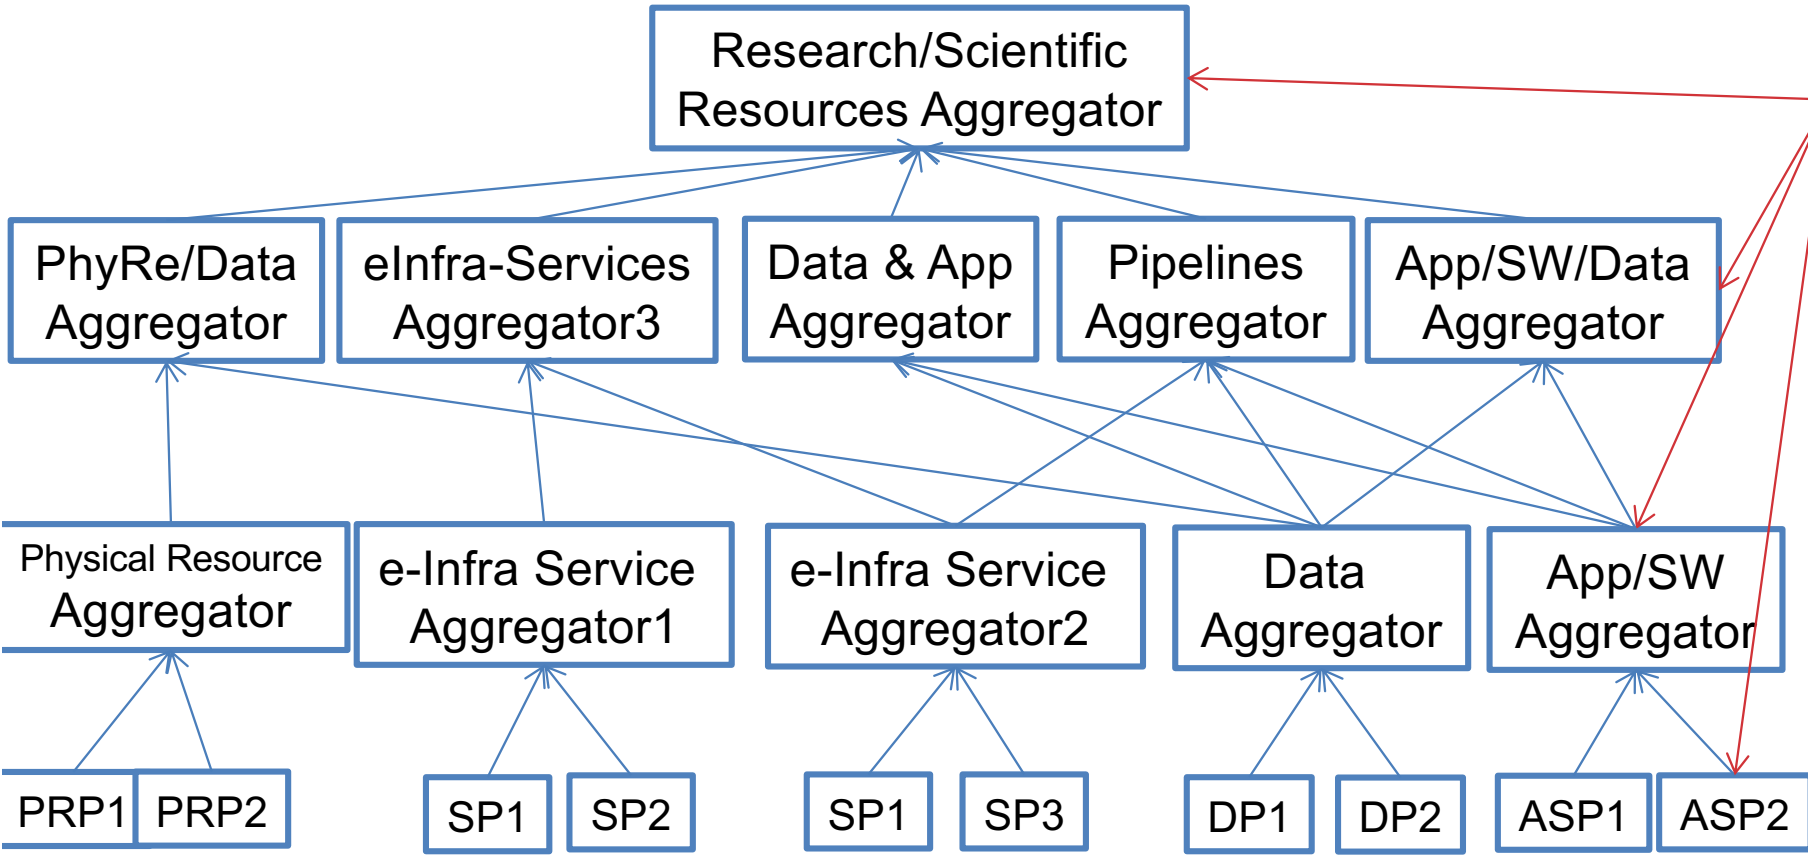 Research/Scientific
Resources Aggregator
PhyRe/Data
Aggregator
eInfra-Services
Aggregator3
Data & App
Aggregator
Pipelines
Aggregator
App/SW/Data
Aggregator
Physical Resource
Aggregator
e-Infra Service
Aggregator1
e-Infra Service
Aggregator2
Data
Aggregator
App/SW
Aggregator
PRP1
PRP2
SP1
SP2
SP1
SP3
DP1
DP2
ASP1
ASP2